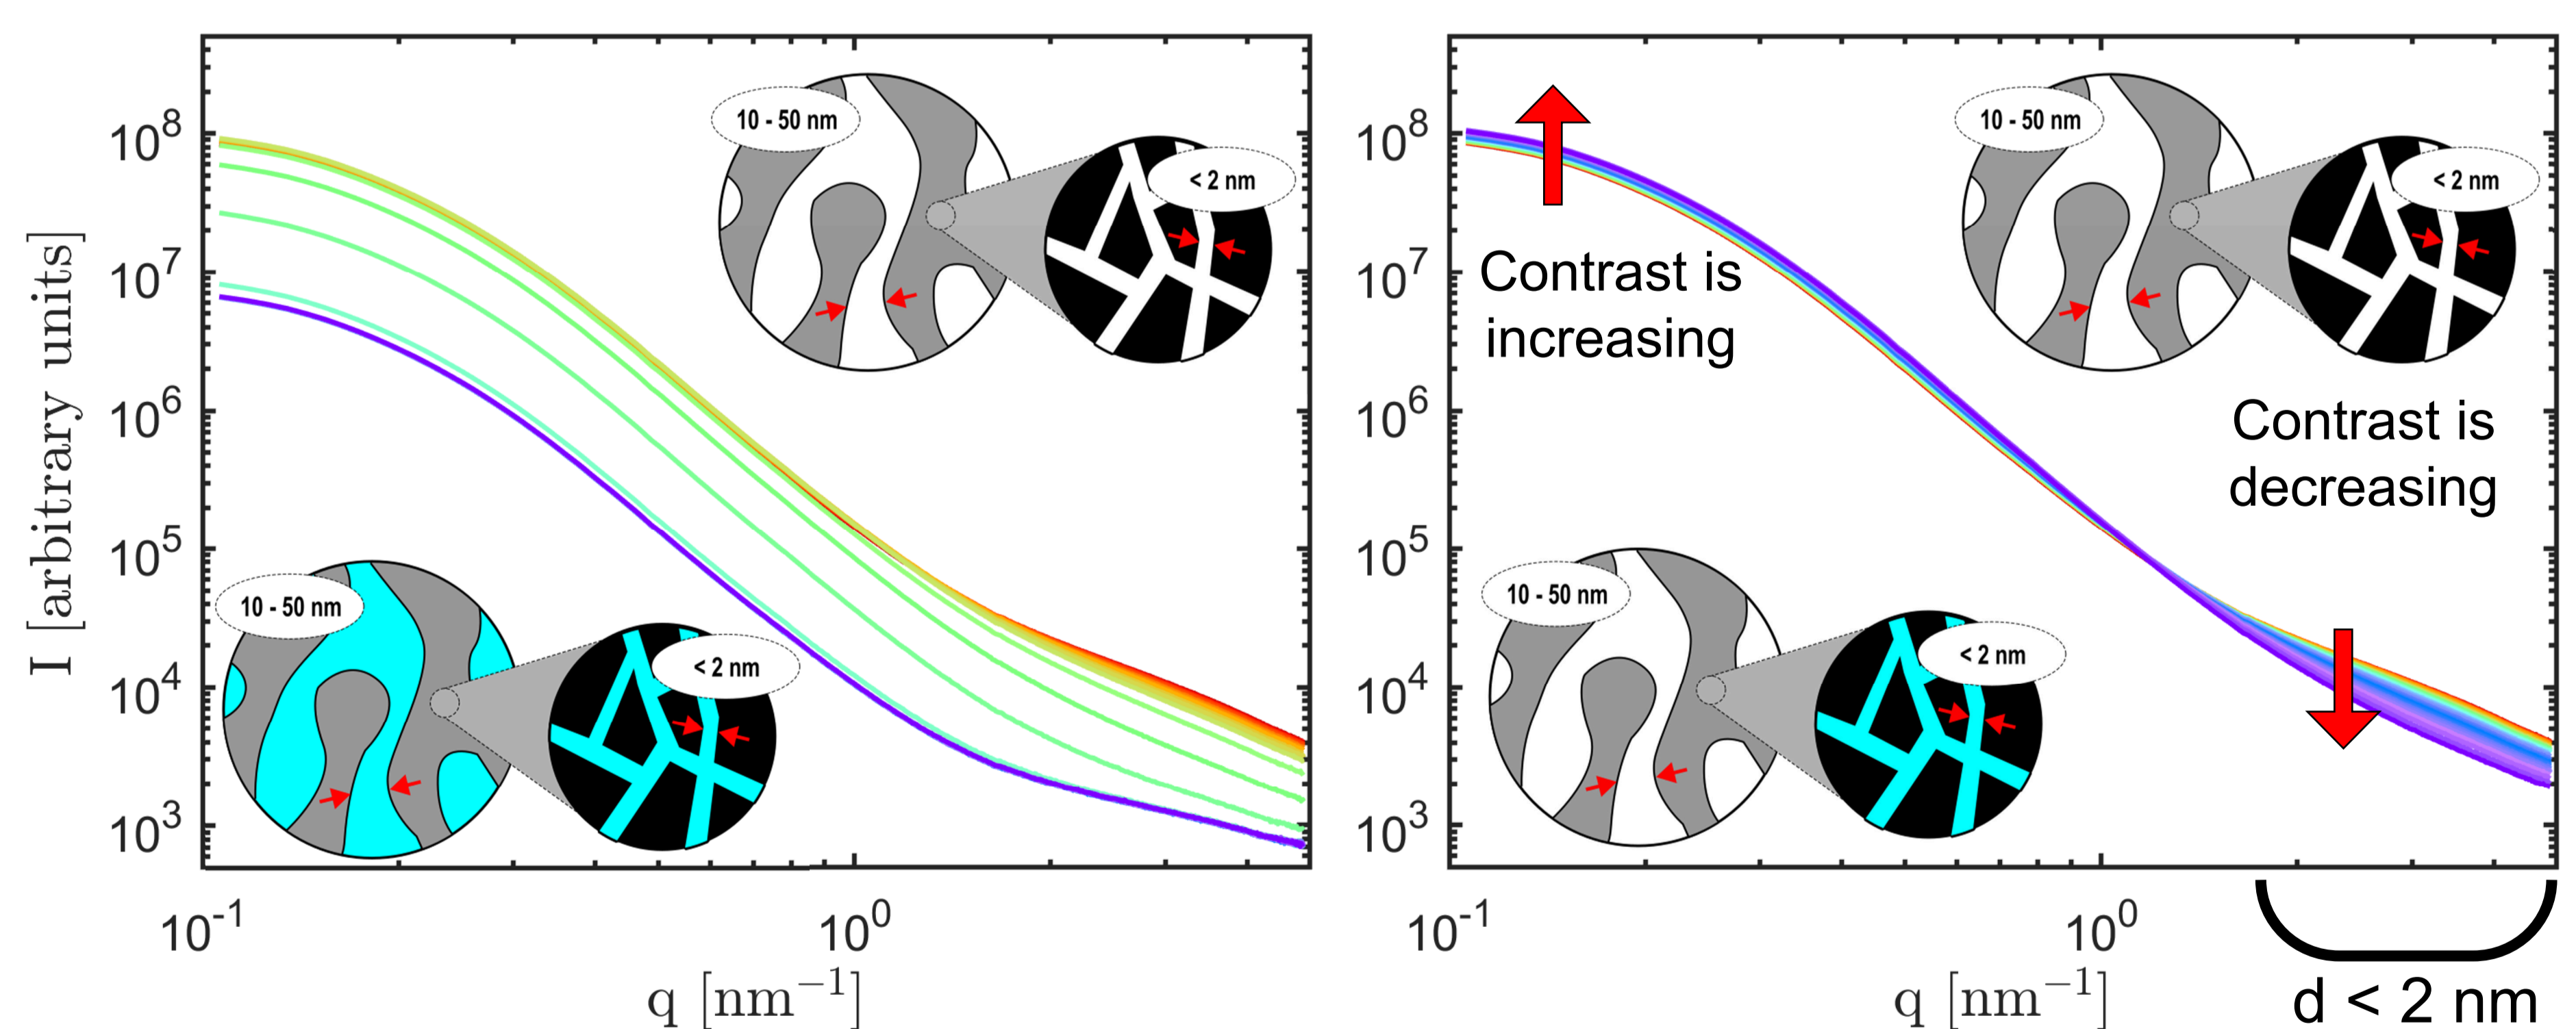 I [arbitrary units]
10^8
10^7
10^6
10^5
10^4
10^3
10 - 50 nm
< 2 nm
10 - 50 nm
< 2 nm
10^-1
10^0
q [nm^-1]
10^8
10^7
10^6
10^5
10^4
10^3
Contrast is
increasing
10 - 50 nm
< 2 nm
Contrast is
decreasing
10 - 50 nm
< 2 nm
10^-1
10^0
q [nm^-1]
d < 2 nm